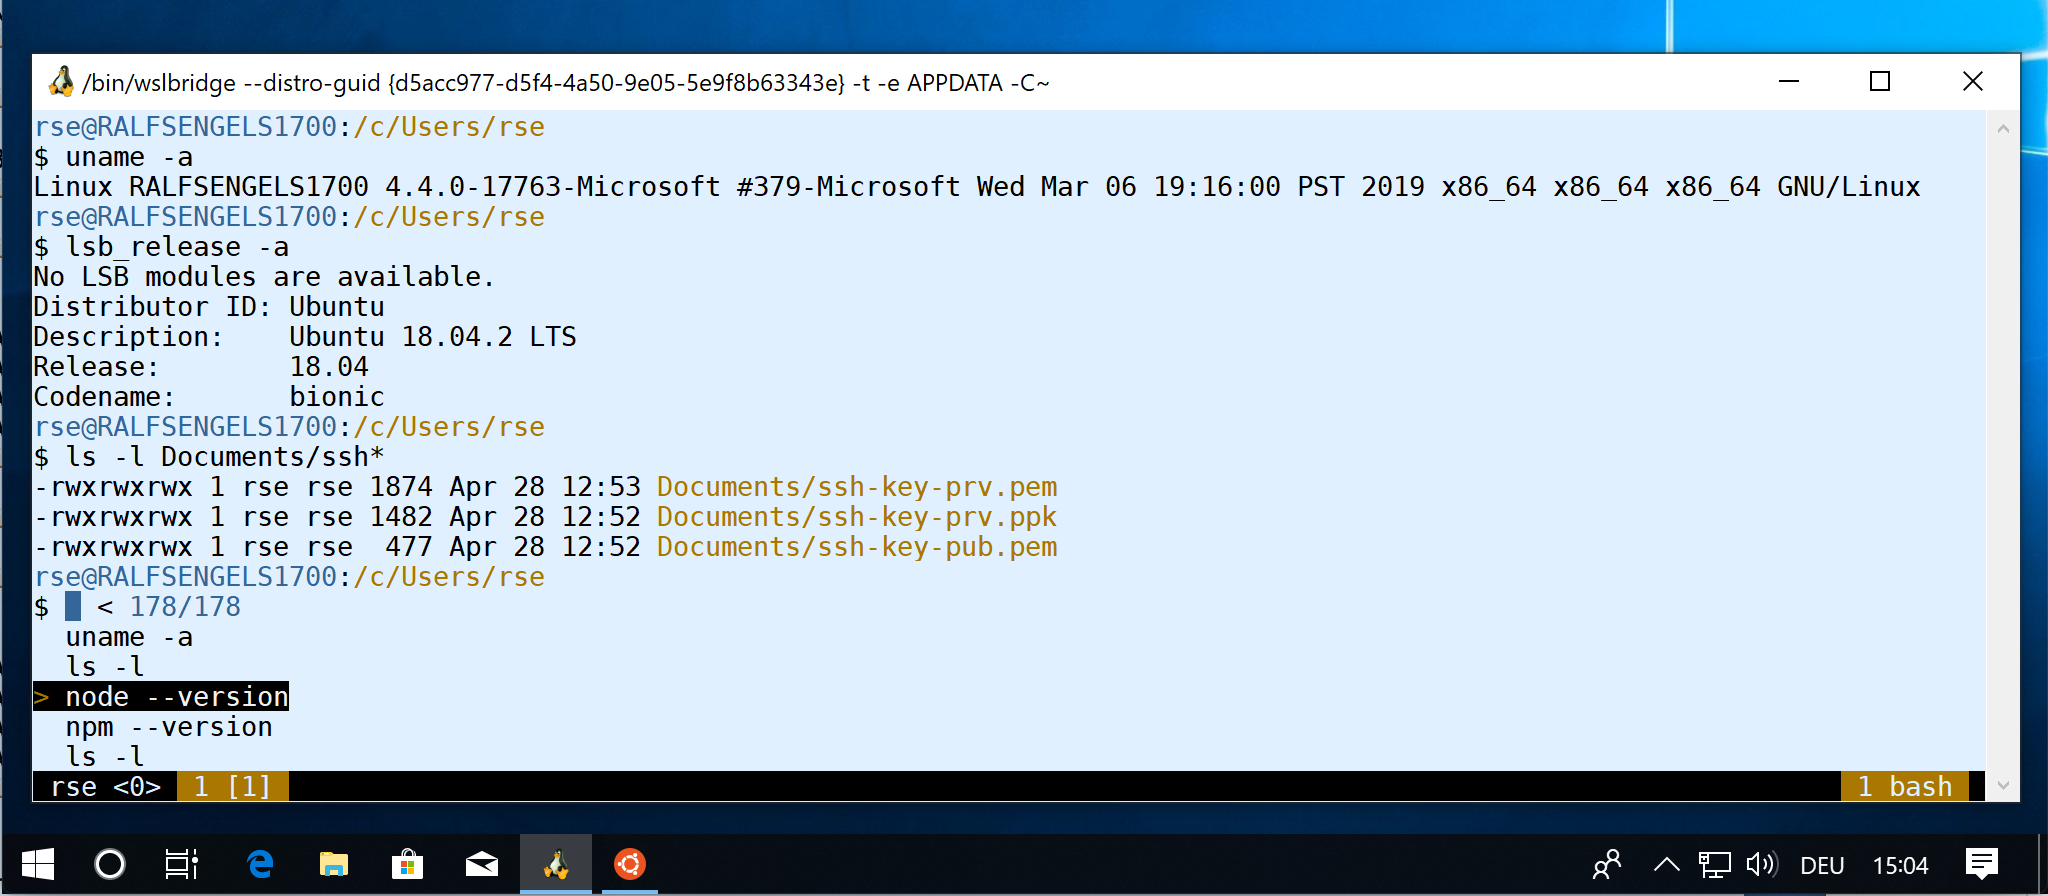 /bin/wslbridge --distro-guid {d5acc977-d5f4-4a50-9e05-5e9f8b63343e} -t -e APPDATA -C~
rse@RALFSENGELS1700:/c/Users/rse
$ uname -a
Linux RALFSENGELS1700 4.4.0-17763-Microsoft #379-Microsoft Wed Mar 06 19:16:00 PST 2019 x86_64 x86_64 x86_64 GNU/Linux
rse@RALFSENGELS1700:/c/Users/rse
$ lsb_release -a
No LSB modules are available.
Distributor ID: Ubuntu
Description:    Ubuntu 18.04.2 LTS
Release:        18.04
Codename:       bionic
rse@RALFSENGELS1700:/c/Users/rse
$ ls -l Documents/ssh*
-rwxrwxrwx 1 rse rse 1874 Apr 28 12:53 Documents/ssh-key-prv.pem
-rwxrwxrwx 1 rse rse 1482 Apr 28 12:52 Documents/ssh-key-prv.ppk
-rwxrwxrwx 1 rse rse  477 Apr 28 12:52 Documents/ssh-key-pub.pem
rse@RALFSENGELS1700:/c/Users/rse
$   < 178/178
  uname -a
  ls -l
> node --version
  npm --version
  ls -l
rse <0> 1 [1] 1 bash
DEU 15:04